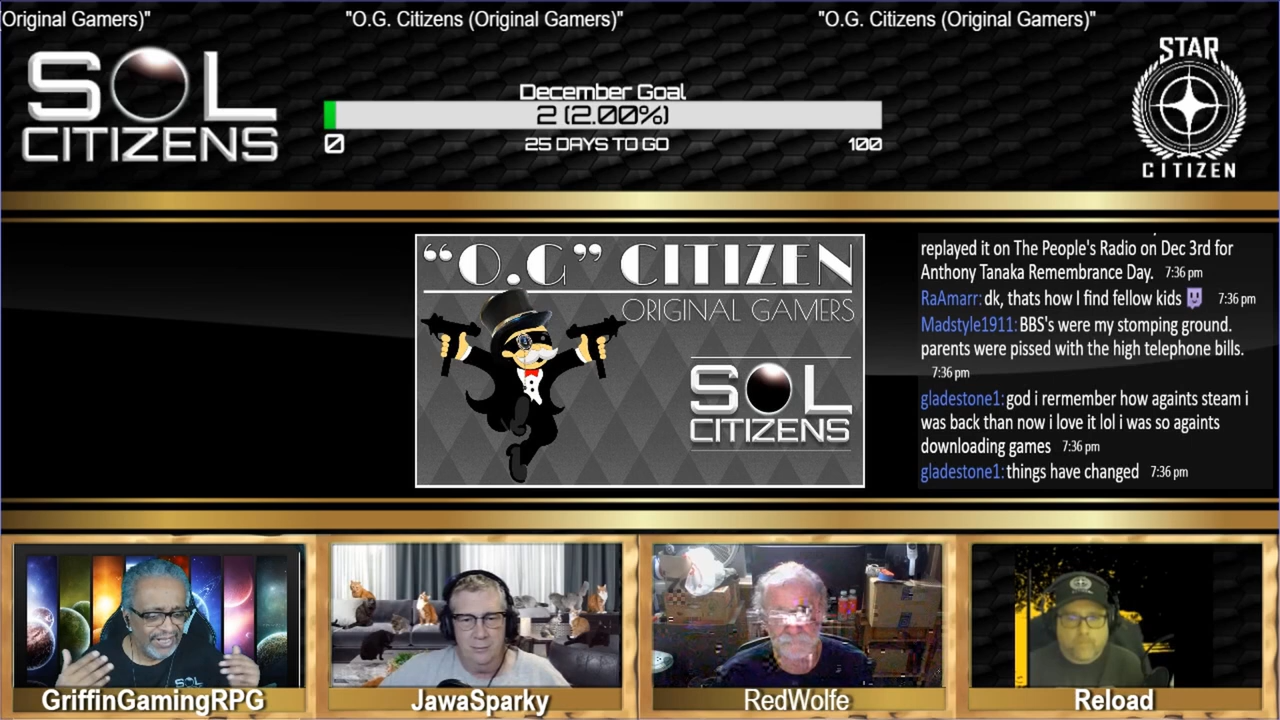 Original Gamers)"
"O.G. Citizens (Original Gamers)"
"O.G. Citizens (Original Gamers)"
SOL
CITIZENS
December Goal
2 (2.00%)
0
25 DAYS TO GO
100
STAR
CITIZEN
"O.G" CITIZEN
ORIGINAL GAMERS
SOL
CITIZENS
replayed it on The People's Radio on Dec 3rd for
Anthony Tanaka Remembrance Day. 7:36 pm
RaAmarr: dk, thats how I find fellow kids 7:36 pm
Madstyle1911: BBS's were my stomping ground.
parents were pissed with the high telephone bills.
7:36 pm
gladestone1: god i rermember how againts steam i
was back than now i love it lol i was so againts
downloading games 7:36 pm
gladestone1: things have changed 7:36 pm
SOL
CITIZEN
GriffinGamingRPG
JawaSparky
RedWolfe
Reload